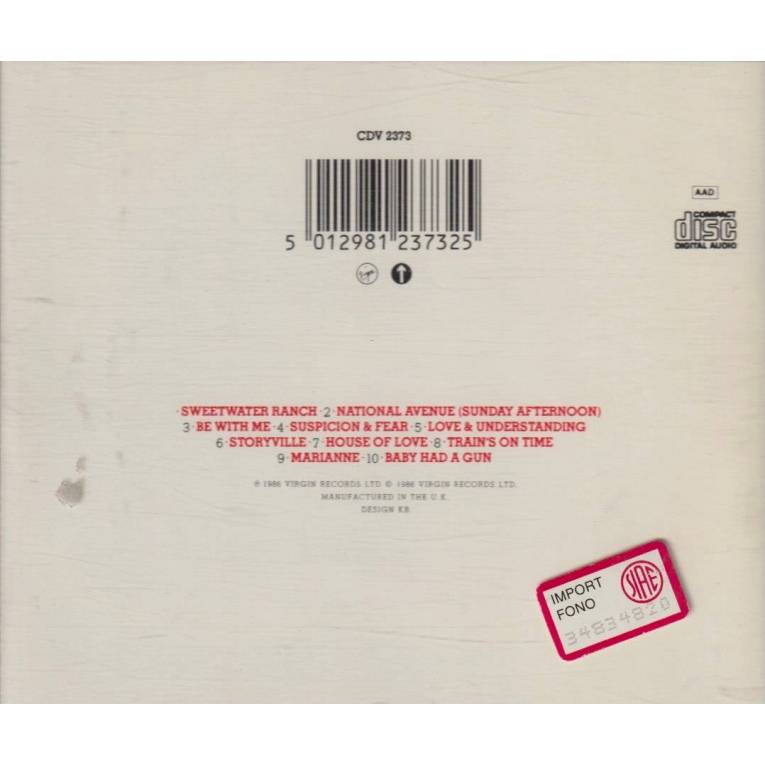 CDV 2373
AAD
COMPACT
disc
DIGITAL AUDIO
5 012981 237325
Virgin
·SWEETWATER RANCH·2·NATIONAL AVENUE (SUNDAY AFTERNOON)
3·BE WITH ME·4·SUSPICION & FEAR·5·LOVE & UNDERSTANDING
6·STORYVILLE·7·HOUSE OF LOVE·8·TRAIN'S ON TIME
9·MARIANNE·10·BABY HAD A GUN
℗ 1986 VIRGIN RECORDS LTD © 1986 VIRGIN RECORDS LTD.
MANUFACTURED IN THE U.K.
DESIGN KB
IMPORT
FONO
SIAE
34834820